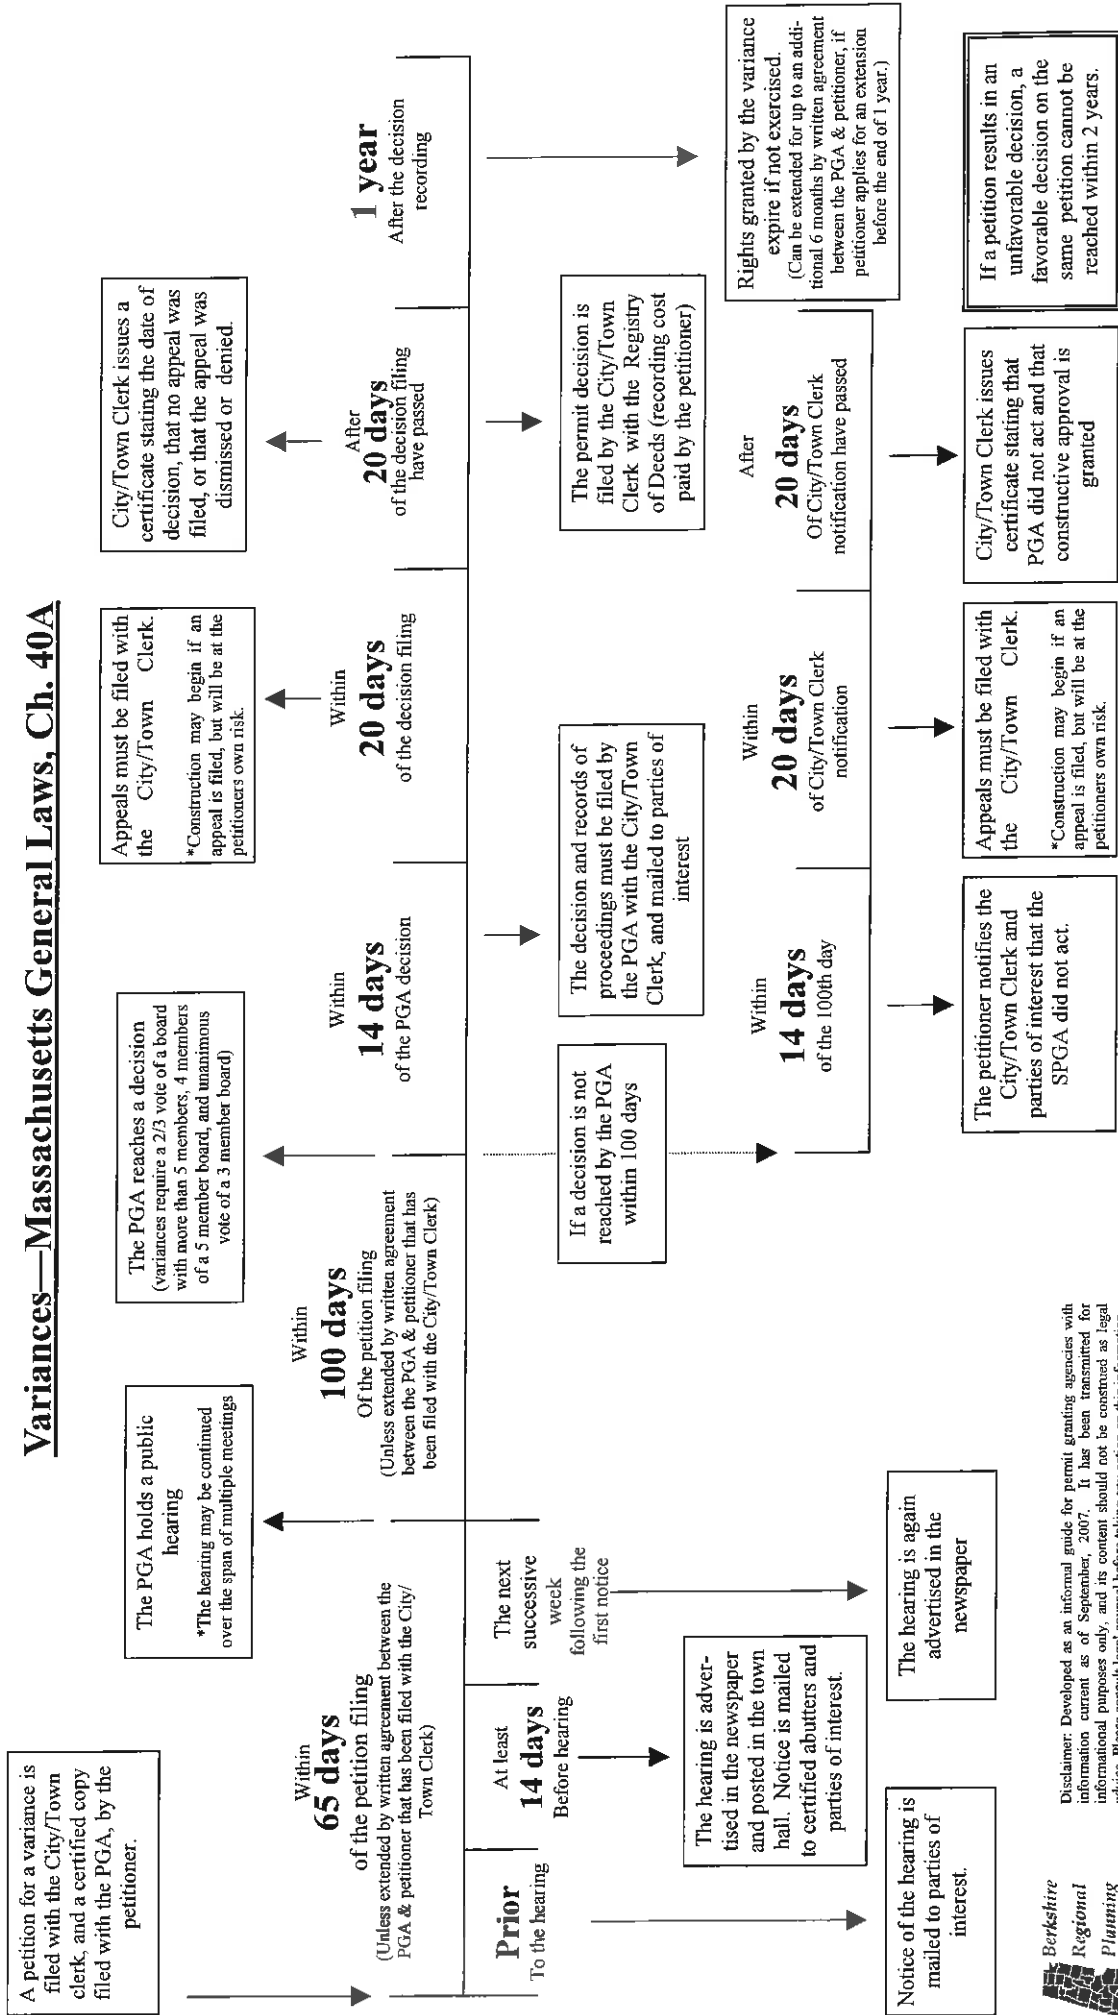 Variances—Massachusetts General Laws, Ch. 40A
A petition for a variance is
filed with the City/Town
clerk, and a certified copy
filed with the PGA, by the
petitioner.
Within
65 days
of the petition filing
(Unless extended by written agreement between the
PGA & petitioner that has been filed with the City/
Town Clerk)
Prior
To the hearing
Notice of the hearing is
mailed to parties of
interest.
At least
14 days
Before hearing
The hearing is adver-
tised in the newspaper
and posted in the town
hall. Notice is mailed
to certified abutters and
parties of interest.
The next
successive
week
following the
first notice
The hearing is again
advertised in the
newspaper
The PGA holds a public
hearing
*The hearing may be continued
over the span of multiple meetings
Within
100 days
Of the petition filing
(Unless extended by written agreement
between the PGA & petitioner that has
been filed with the City/Town Clerk)
The PGA reaches a decision
(variances require a 2/3 vote of a board
with more than 5 members, 4 members
of a 5 member board, and unanimous
vote of a 3 member board)
If a decision is not
reached by the PGA
within 100 days
Within
14 days
of the PGA decision
The decision and records of
proceedings must be filed by
the PGA with the City/Town
Clerk, and mailed to parties of
interest
Within
20 days
of the decision filing
Appeals must be filed with
the City/Town Clerk.
*Construction may begin if an
appeal is filed, but will be at the
petitioners own risk.
After
20 days
of the decision filing
have passed
City/Town Clerk issues a
certificate stating the date of
decision, that no appeal was
filed, or that the appeal was
dismissed or denied.
The permit decision is
filed by the City/Town
Clerk with the Registry
of Deeds (recording cost
paid by the petitioner)
1 year
After the decision
recording
Rights granted by the variance
expire if not exercised.
(Can be extended for up to an addi-
tional 6 months by written agreement
between the PGA & petitioner, if
petitioner applies for an extension
before the end of 1 year.)
Within
14 days
of the 100th day
The petitioner notifies the
City/Town Clerk and
parties of interest that the
SPGA did not act.
Within
20 days
of City/Town Clerk
notification
Appeals must be filed with
the City/Town Clerk.
*Construction may begin if an
appeal is filed, but will be at the
petitioners own risk.
After
20 days
Of City/Town Clerk
notification have passed
City/Town Clerk issues
certificate stating that
PGA did not act and that
constructive approval is
granted
If a petition results in an
unfavorable decision, a
favorable decision on the
same petition cannot be
reached within 2 years.
Berkshire
Regional
Planning
Disclaimer: Developed as an informal guide for permit granting agencies with
information current as of September, 2007. It has been transmitted for
informational purposes only, and its content should not be construed as legal